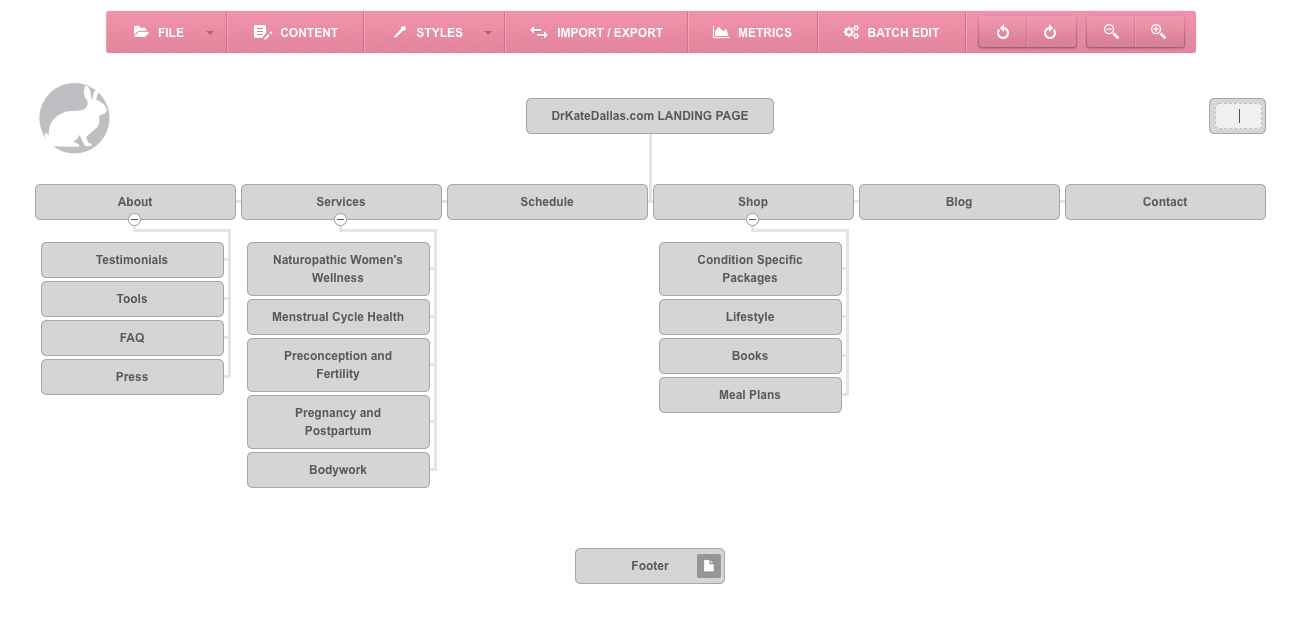 FILE
CONTENT
STYLES
IMPORT / EXPORT
METRICS
BATCH EDIT
DrKateDallas.com LANDING PAGE
About
Services
Schedule
Shop
Blog
Contact
Testimonials
Tools
FAQ
Press
Naturopathic Women's
Wellness
Menstrual Cycle Health
Preconception and
Fertility
Pregnancy and
Postpartum
Bodywork
Condition Specific
Packages
Lifestyle
Books
Meal Plans
Footer